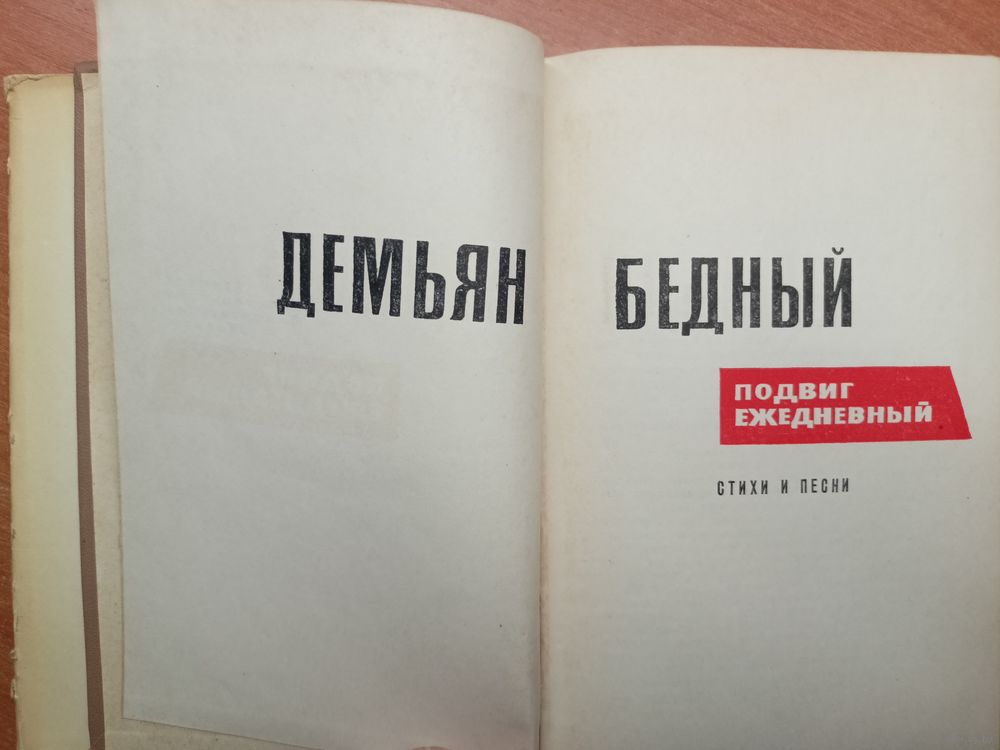 ДЕМЬЯН БЕДНЫЙ
ПОДВИГ
ЕЖЕДНЕВНЫЙ
СТИХИ И ПЕСНИ